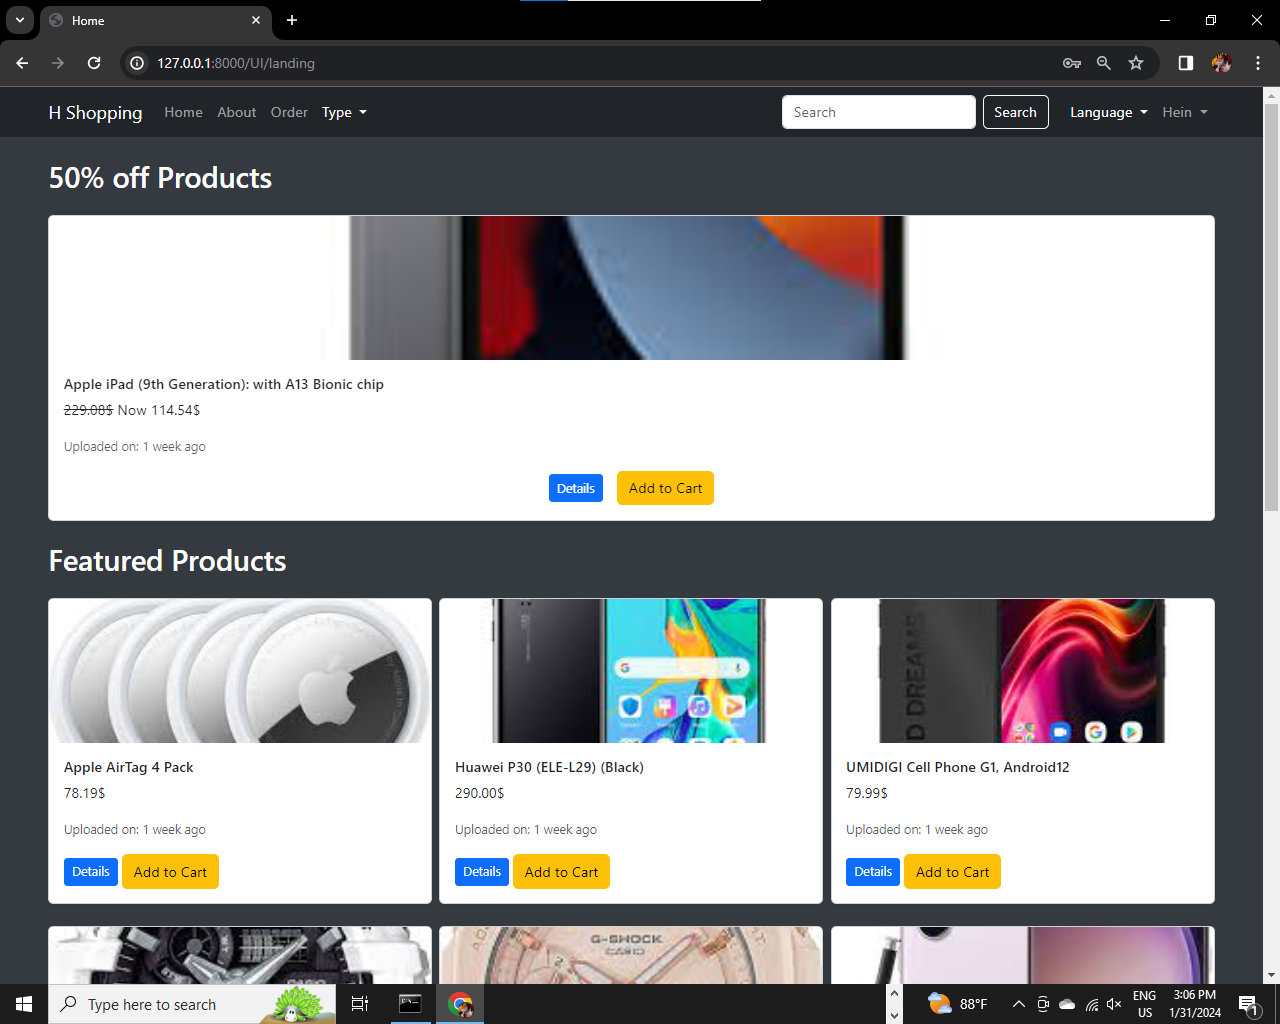 Home
127.0.0.1:8000/UI/landing
H Shopping Home About Order Type Search Search Language Hein
50% off Products
Apple iPad (9th Generation): with A13 Bionic chip
229.08$ Now 114.54$
Uploaded on: 1 week ago
Details Add to Cart
Featured Products
D DREAMS
Apple AirTag 4 Pack
78.19$
Uploaded on: 1 week ago
Details Add to Cart
Huawei P30 (ELE-L29) (Black)
290.00$
Uploaded on: 1 week ago
Details Add to Cart
UMIDIGI Cell Phone G1, Android12
79.99$
Uploaded on: 1 week ago
Details Add to Cart
G-SHOCK
CASIO
Type here to search
88°F
ENG
US
3:06 PM
1/31/2024
1